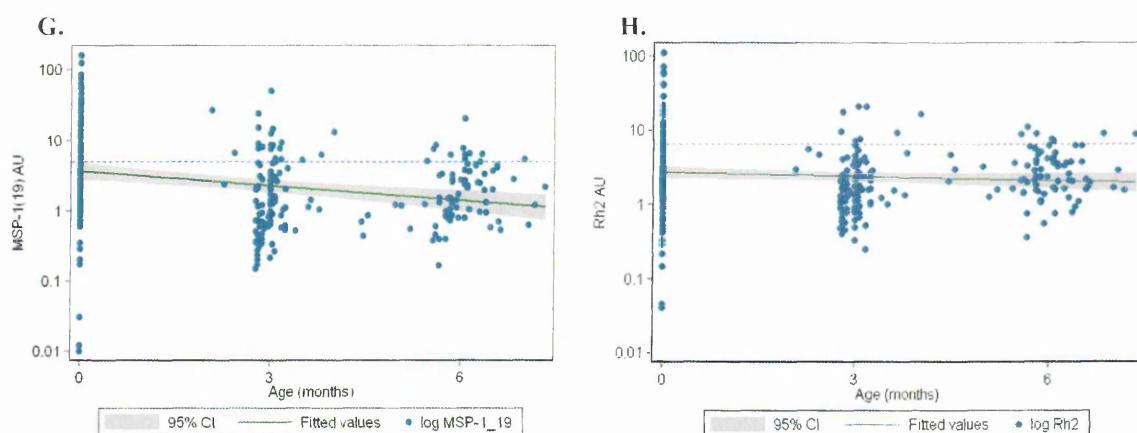 G.
MSP-1(19) AU
100
10
1
0.1
0.01
0
3
6
Age (months)
95% CI Fitted values log MSP-1_19
H.
Rh2 AU
100
10
1
0.1
0.01
0
3
6
Age (months)
95% CI Fitted values log Rh2